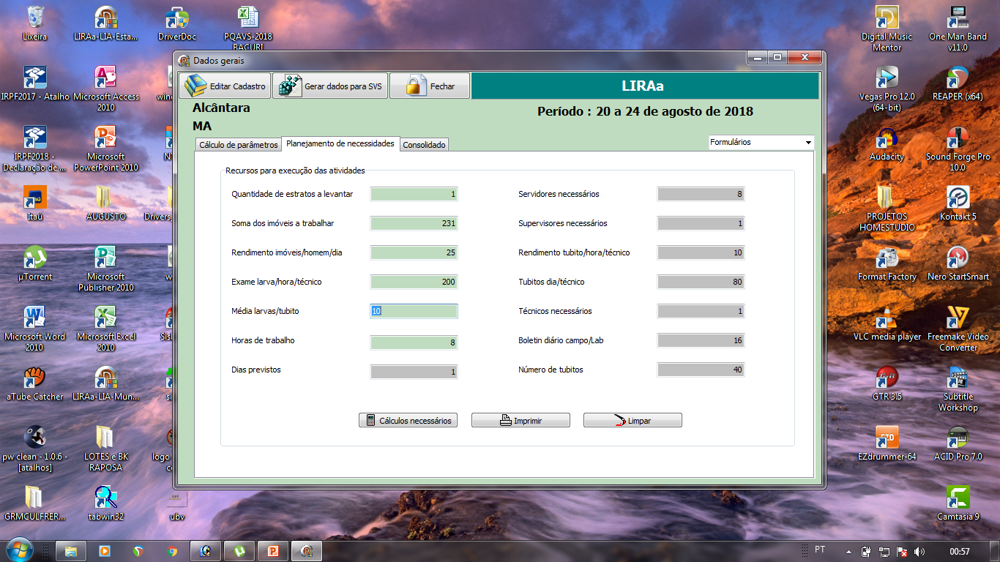 Lixeira
LIRAa-LIA-Esta...
DriverDoc
PQAVS-2018
BACURI
Digital Music
Mentor
One Man Band
v11.0
IRPF2017 - Atalho
Microsoft Access
2010
Vegas Pro 12.0
(64-bit)
REAPER (x64)
IRPF2018 -
Declaração de ...
Microsoft
PowerPoint 2010
Audacity
Sound Forge Pro
10.0
Itaú
AUGUSTO
PROJETOS
HOMESTUDIO
Kontakt 5
µTorrent
Microsoft
Publisher 2010
Format Factory
Nero StartSmart
Microsoft Word
2010
Microsoft Excel
2010
VLC media player
Freemake Video
Converter
aTube Catcher
LIRAa-LIA-Mun...
GTR 3.5
Subtitle
Workshop
pw clean - 1.0.6 -
[atalhos]
LOTES e BK
RAPOSA
EZdrummer-64
ACID Pro 7.0
GRMCULFRER...
tabwin32
ubv
Camtasia 9
Dados gerais
Editar Cadastro
Gerar dados para SVS
Fechar
LIRAa
Alcântara
MA
Período : 20 a 24 de agosto de 2018
Cálculo de parâmetros
Planejamento de necessidades
Consolidado
Formulários
Recursos para execução das atividades
Quantidade de estratos a levantar 1
Servidores necessários 8
Soma dos imóveis a trabalhar 231
Supervisores necessários 1
Rendimento imóveis/homem/dia 25
Rendimento tubito/hora/técnico 10
Exame larva/hora/técnico 200
Tubitos dia/técnico 80
Média larvas/tubito 10
Técnicos necessários 1
Horas de trabalho 8
Boletin diário campo/Lab 16
Dias previstos 1
Número de tubitos 40
Cálculos necessários
Imprimir
Limpar
PT
00:57